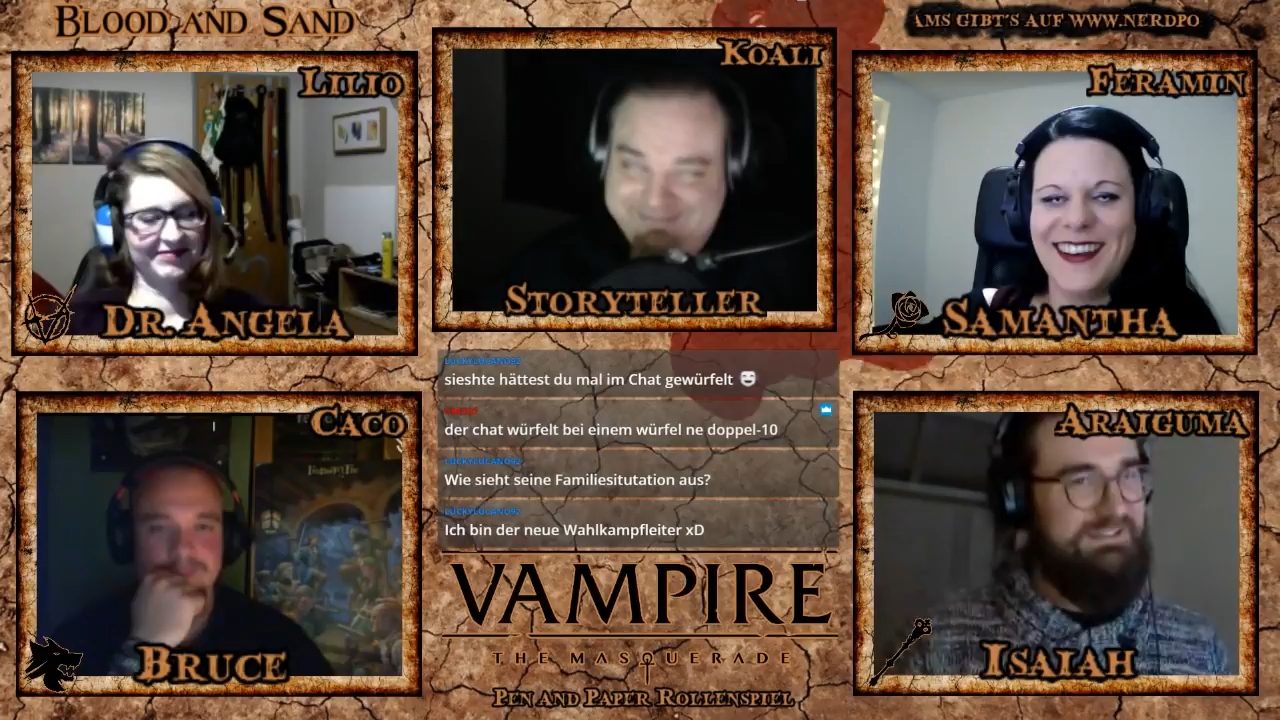 BLOOD AND SAND
AMS GIBT'S AUF WWW.NERDPO
LILIO
KOALI
FERAMIN
DR. ANGELA
STORYTELLER
SAMANTHA
sieshte hättest du mal im Chat gewürfelt
der chat würfelt bei einem würfel ne doppel-10
LUCKYLUCANO92
Wie sieht seine Familiesitutation aus?
LUCKYLUCANO92
Ich bin der neue Wahlkampfleiter xD
CACO
ARAIGUMA
BRUCE
ISAIAH
VAMPIRE
THE MASQUERADE
PEN AND PAPER ROLLENSPIEL